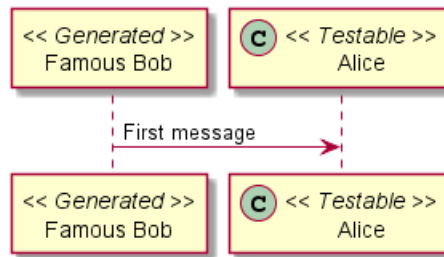 << Generated >>
Famous Bob
C << Testable >>
Alice
First message
<< Generated >>
Famous Bob
C << Testable >>
Alice